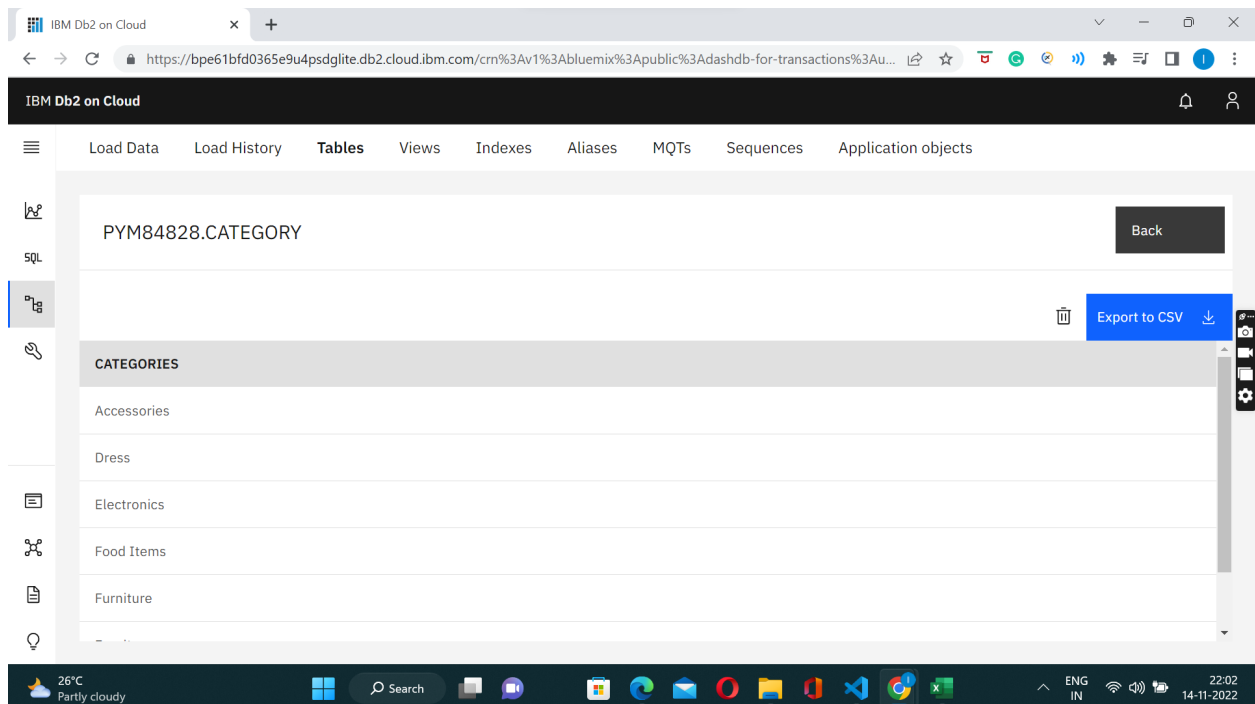 IBM Db2 on Cloud
https://bpe61bfd0365e9u4psdglite.db2.cloud.ibm.com/crn%3Av1%3Abluemix%3Apublic%3Adashdb-for-transactions%3Au...
IBM Db2 on Cloud
Load Data Load History Tables Views Indexes Aliases MQTs Sequences Application objects
PYM84828.CATEGORY
Back
SQL
Export to CSV
CATEGORIES
Accessories
Dress
Electronics
Food Items
Furniture
26°C
Partly cloudy
Search
ENG
IN
22:02
14-11-2022